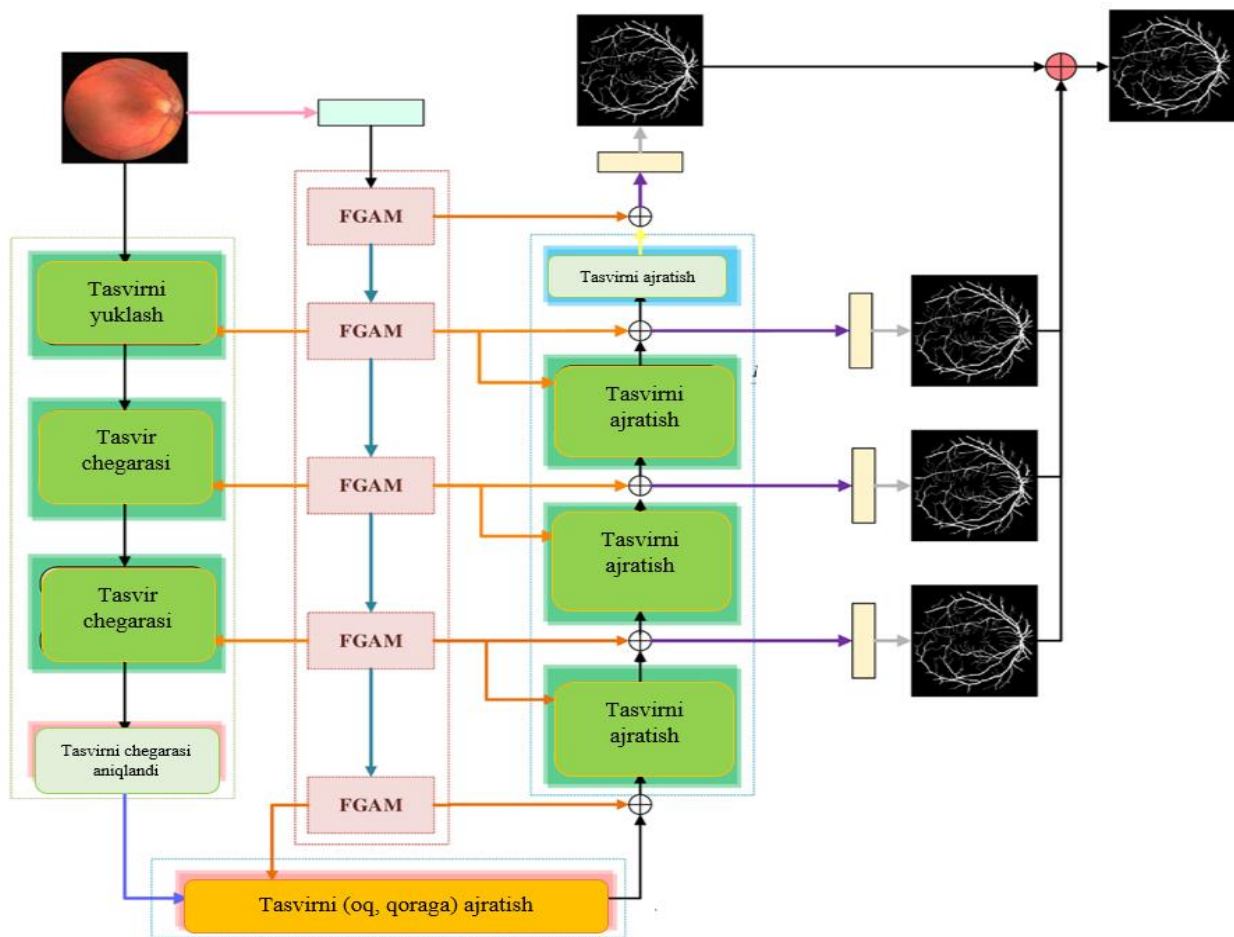 FGAM
Tasvirni
yuklash
FGAM
Tasvirni ajratish
Tasvirni
ajratish
Tasvir
chegarasi
FGAM
Tasvirni
ajratish
Tasvir
chegarasi
FGAM
Tasvirni
ajratish
Tasvirni chegarasi
aniqlandi
FGAM
Tasvirni (oq, qoraga) ajratish